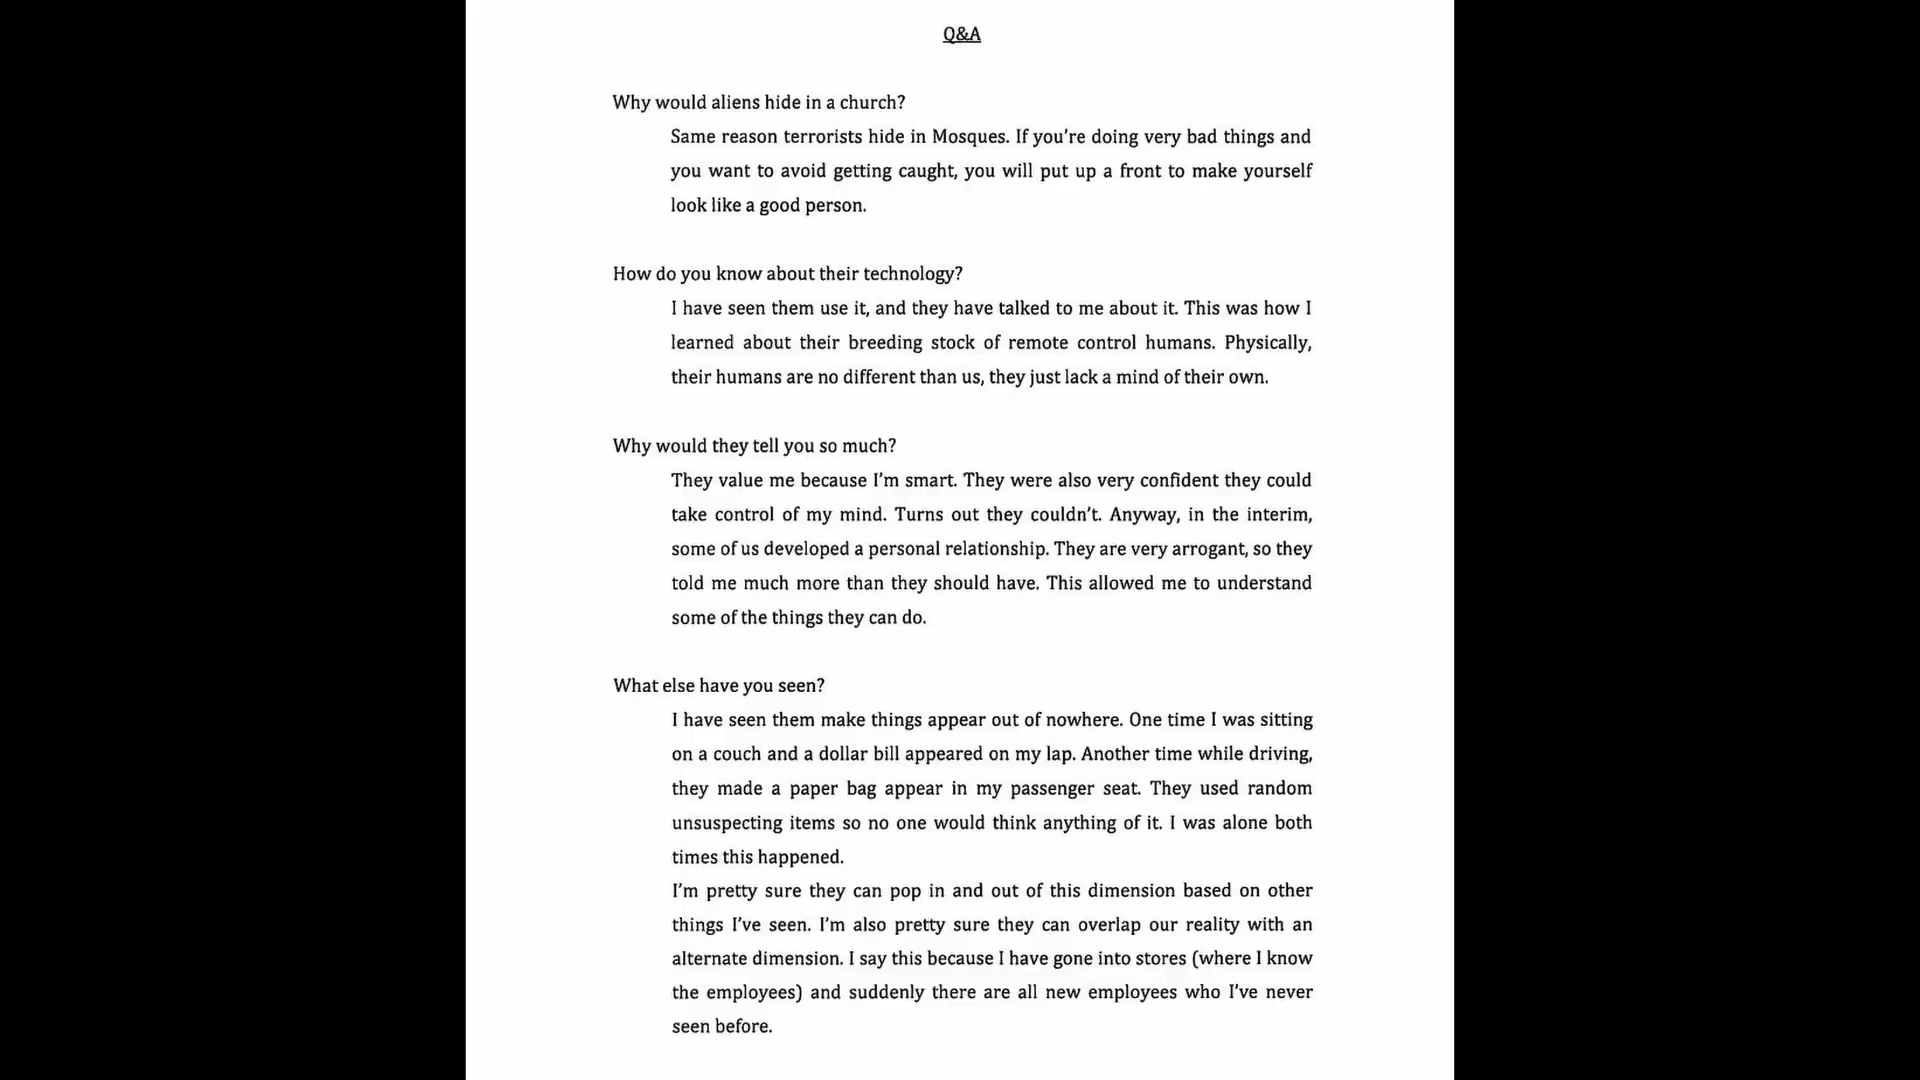 Q&A
Why would aliens hide in a church?
Same reason terrorists hide in Mosques. If you're doing very bad things and
you want to avoid getting caught, you will put up a front to make yourself
look like a good person.
How do you know about their technology?
I have seen them use it, and they have talked to me about it. This was how I
learned about their breeding stock of remote control humans. Physically,
their humans are no different than us, they just lack a mind of their own.
Why would they tell you so much?
They value me because I'm smart. They were also very confident they could
take control of my mind. Turns out they couldn't. Anyway, in the interim,
some of us developed a personal relationship. They are very arrogant, so they
told me much more than they should have. This allowed me to understand
some of the things they can do.
What else have you seen?
I have seen them make things appear out of nowhere. One time I was sitting
on a couch and a dollar bill appeared on my lap. Another time while driving,
they made a paper bag appear in my passenger seat. They used random
unsuspecting items so no one would think anything of it. I was alone both
times this happened.
I'm pretty sure they can pop in and out of this dimension based on other
things I've seen. I'm also pretty sure they can overlap our reality with an
alternate dimension. I say this because I have gone into stores (where I know
the employees) and suddenly there are all new employees who I've never
seen before.